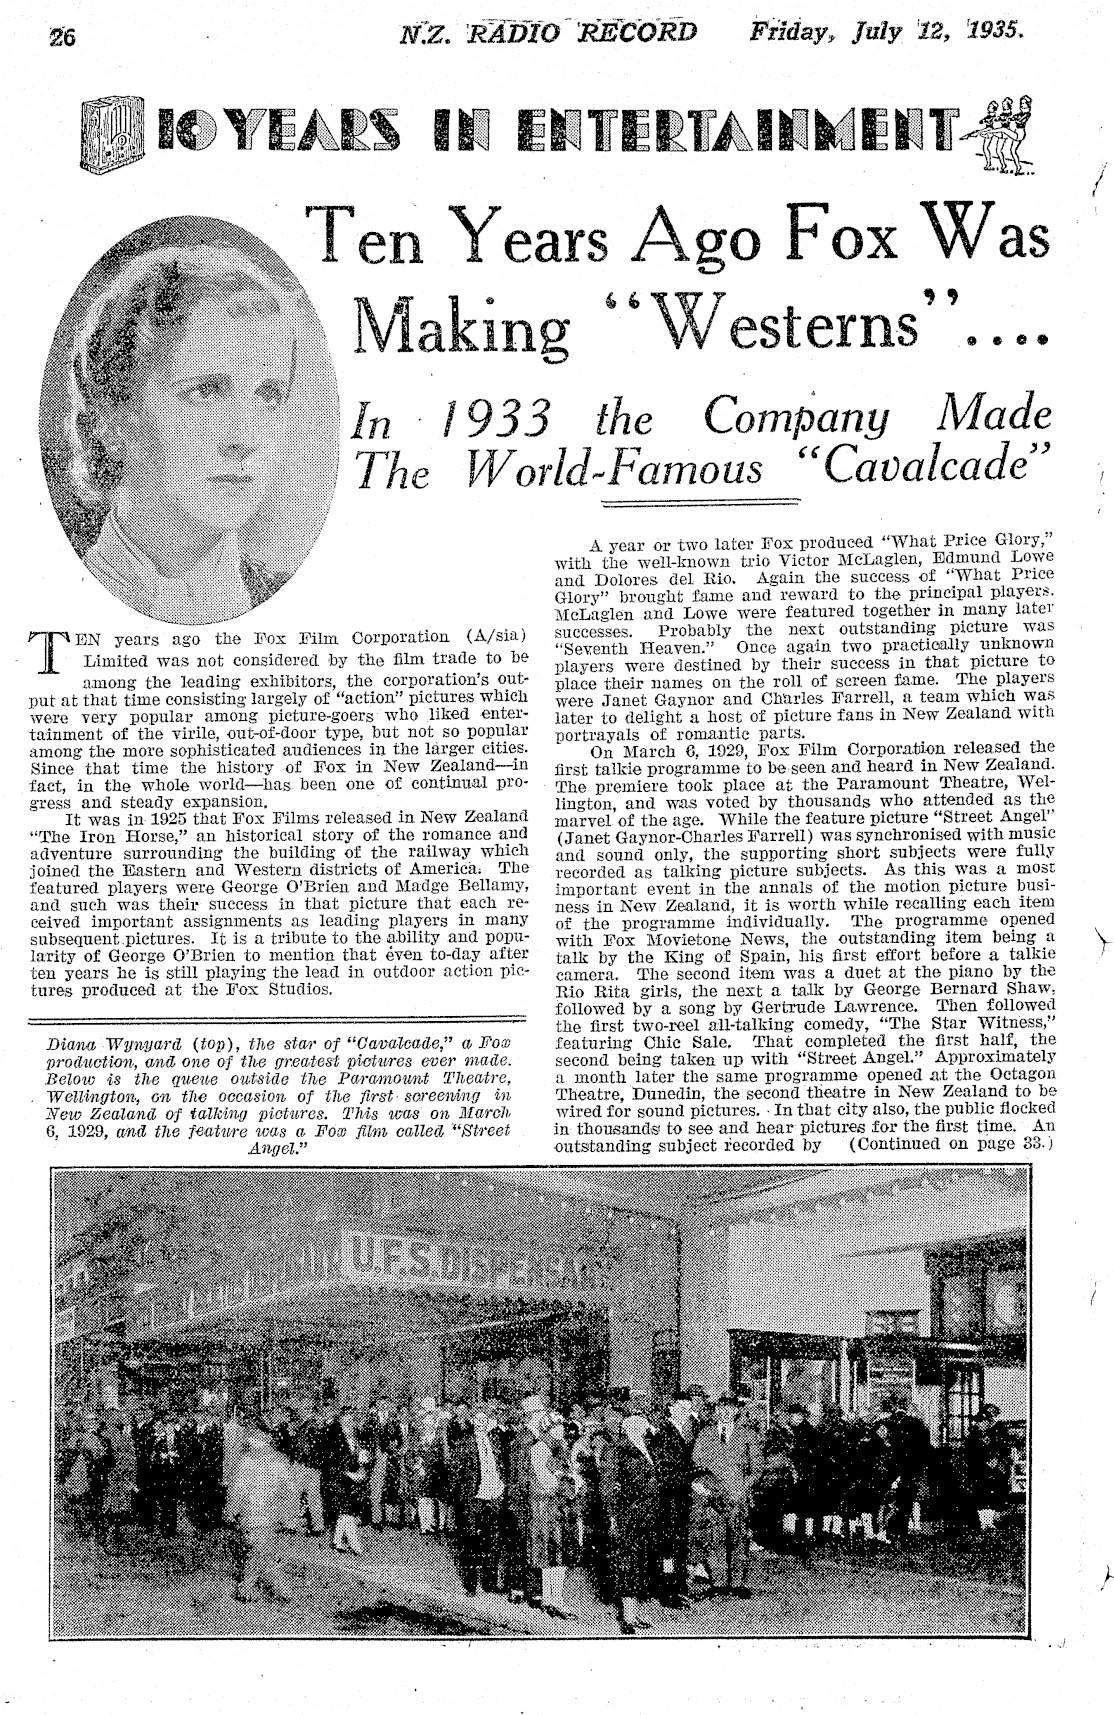 26
N.Z. RADIO RECORD Friday, July 12, 1935.
10 YEARS IN ENTERTAINMENT
Ten Years Ago Fox Was
Making "Westerns"....
In 1933 the Company Made
The World-Famous "Cavalcade"
TEN years ago the Fox Film Corporation (A/sia)
Limited was not considered by the film trade to be
among the leading exhibitors, the corporation's out-
put at that time consisting largely of "action" pictures which
were very popular among picture-goers who liked enter-
tainment of the virile, out-of-door type, but not so popular
among the more sophisticated audiences in the larger cities.
Since that time the history of Fox in New Zealand—in
fact, in the whole world—has been one of continual pro-
gress and steady expansion.
It was in 1925 that Fox Films released in New Zealand
"The Iron Horse," an historical story of the romance and
adventure surrounding the building of the railway which
joined the Eastern and Western districts of America. The
featured players were George O'Brien and Madge Bellamy,
and such was their success in that picture that each re-
ceived important assignments as leading players in many
subsequent pictures. It is a tribute to the ability and popu-
larity of George O'Brien to mention that even to-day after
ten years he is still playing the lead in outdoor action pic-
tures produced at the Fox Studios.
Diana Wynyard (top), the star of "Cavalcade," a Fox
production, and one of the greatest pictures ever made.
Below is the queue outside the Paramount Theatre,
Wellington, on the occasion of the first screening in
New Zealand of talking pictures. This was on March
6, 1929, and the feature was a Fox film called "Street
Angel."
A year or two later Fox produced "What Price Glory,"
with the well-known trio Victor McLaglen, Edmund Lowe
and Dolores del Rio. Again the success of "What Price
Glory" brought fame and reward to the principal players.
McLaglen and Lowe were featured together in many later
successes. Probably the next outstanding picture was
"Seventh Heaven." Once again two practically unknown
players were destined by their success in that picture to
place their names on the roll of screen fame. The players
were Janet Gaynor and Charles Farrell, a team which was
later to delight a host of picture fans in New Zealand with
portrayals of romantic parts.
On March 6, 1929, Fox Film Corporation released the
first talkie programme to be seen and heard in New Zealand.
The premiere took place at the Paramount Theatre, Wel-
lington, and was voted by thousands who attended as the
marvel of the age. While the feature picture "Street Angel"
(Janet Gaynor-Charles Farrell) was synchronised with music
and sound only, the supporting short subjects were fully
recorded as talking picture subjects. As this was a most
important event in the annals of the motion picture busi-
ness in New Zealand, it is worth while recalling each item
of the programme individually. The programme opened
with Fox Movietone News, the outstanding item being a
talk by the King of Spain, his first effort before a talkie
camera. The second item was a duet at the piano by the
Rio Rita girls, the next a talk by George Bernard Shaw,
followed by a song by Gertrude Lawrence. Then followed
the first two-reel all-talking comedy, "The Star Witness,"
featuring Chic Sale. That completed the first half, the
second being taken up with "Street Angel." Approximately
a month later the same programme opened at the Octagon
Theatre, Dunedin, the second theatre in New Zealand to be
wired for sound pictures. In that city also, the public flocked
in thousands to see and hear pictures for the first time. An
outstanding subject recorded by (Continued on page 33.)
U.F.S.